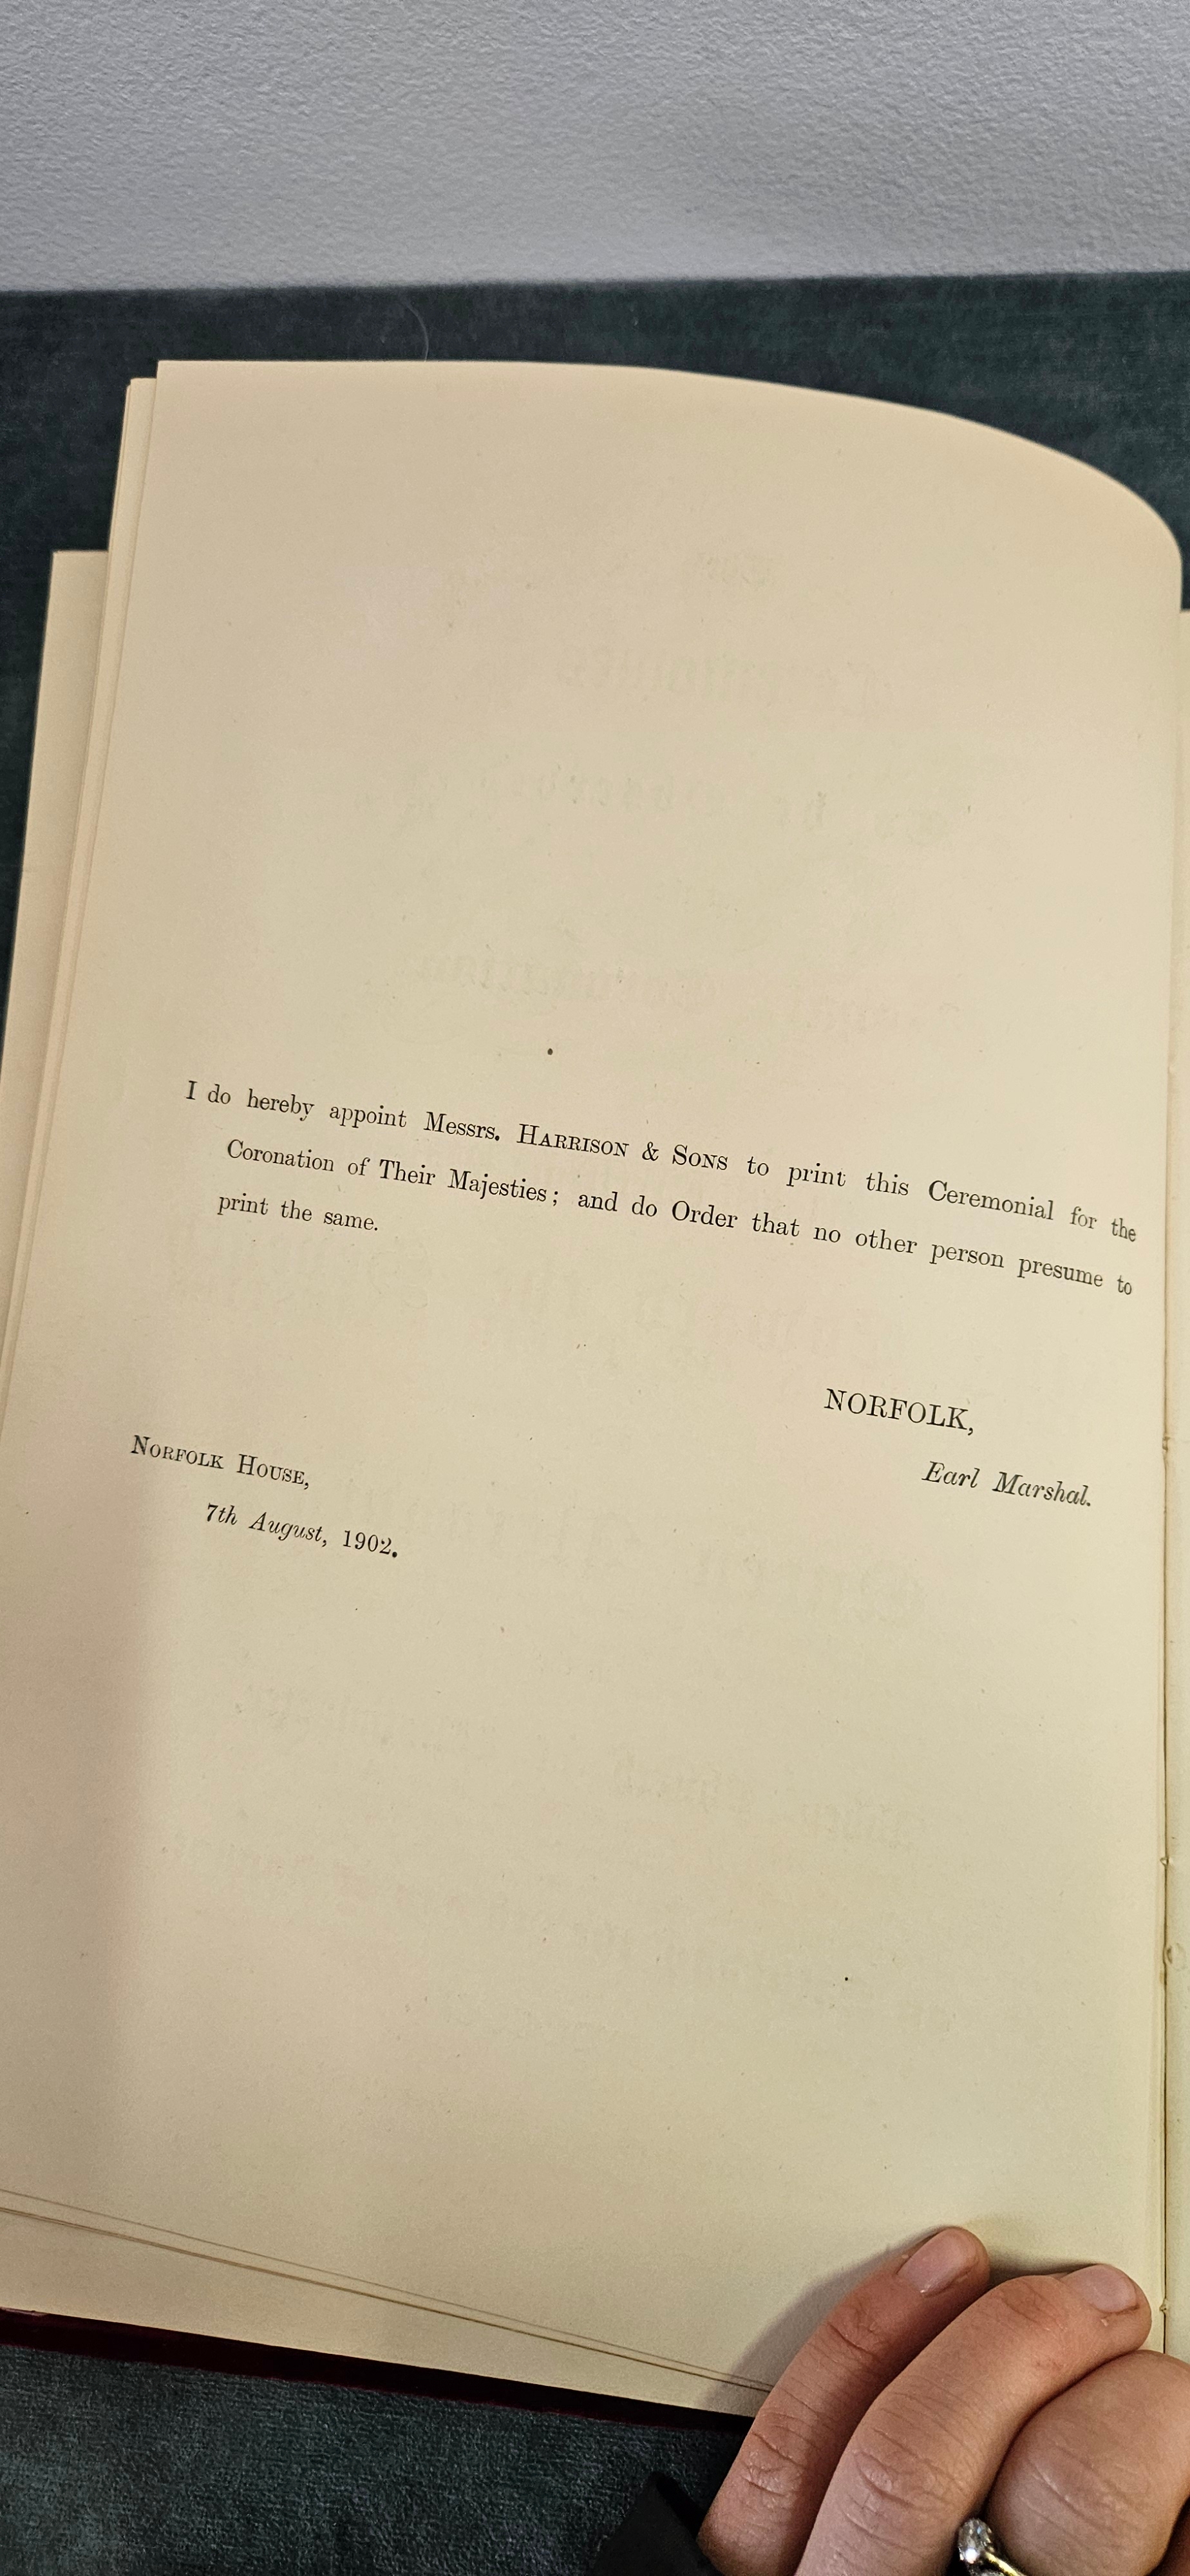 I do hereby appoint Messrs. HARRISON & SONS to print this Ceremonial for the
Coronation of Their Majesties; and do Order that no other person presume to
print the same.
NORFOLK,
Earl Marshal.
NORFOLK HOUSE,
7th August, 1902.